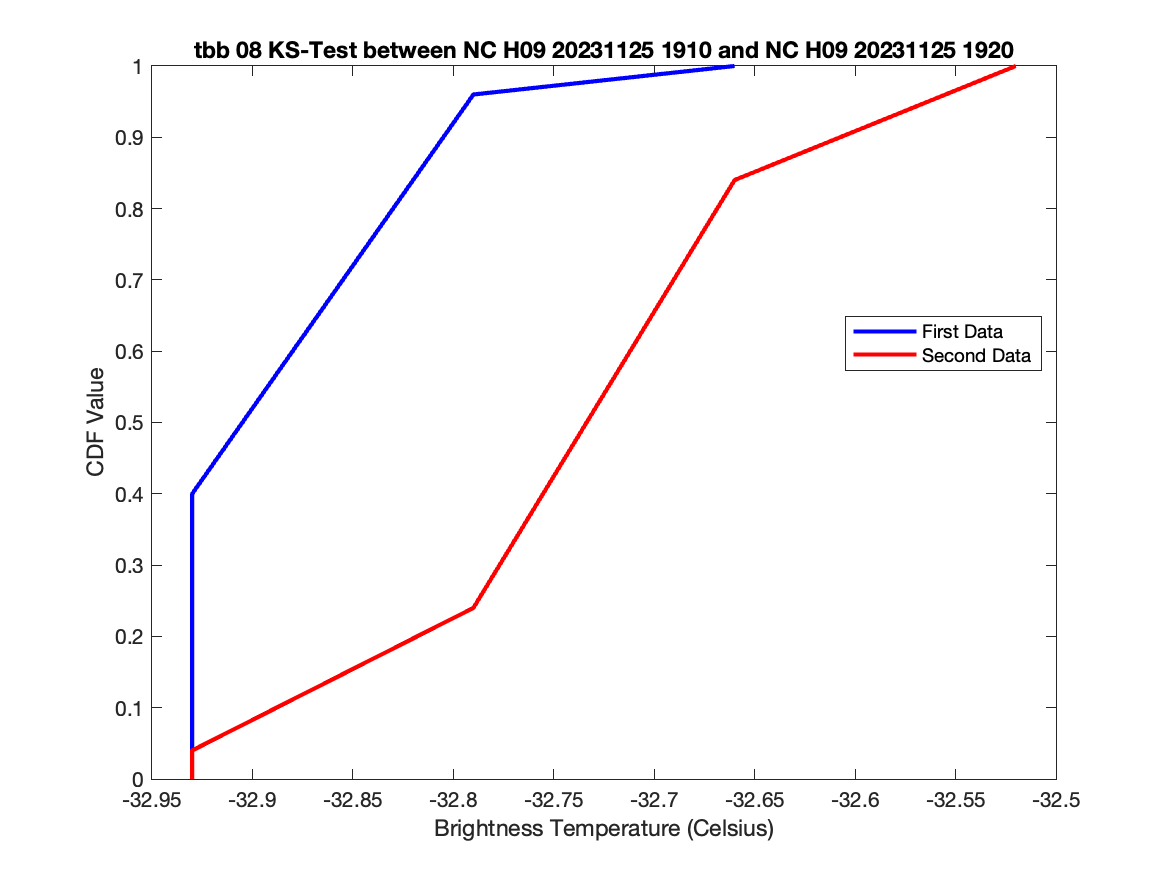 tbb 08 KS-Test between NC H09 20231125 1910 and NC H09 20231125 1920
1
0.9
0.8
0.7
0.6
0.5
0.4
0.3
0.2
0.1
0
CDF Value
First Data
Second Data
-32.95 -32.9 -32.85 -32.8 -32.75 -32.7 -32.65 -32.6 -32.55 -32.5
Brightness Temperature (Celsius)